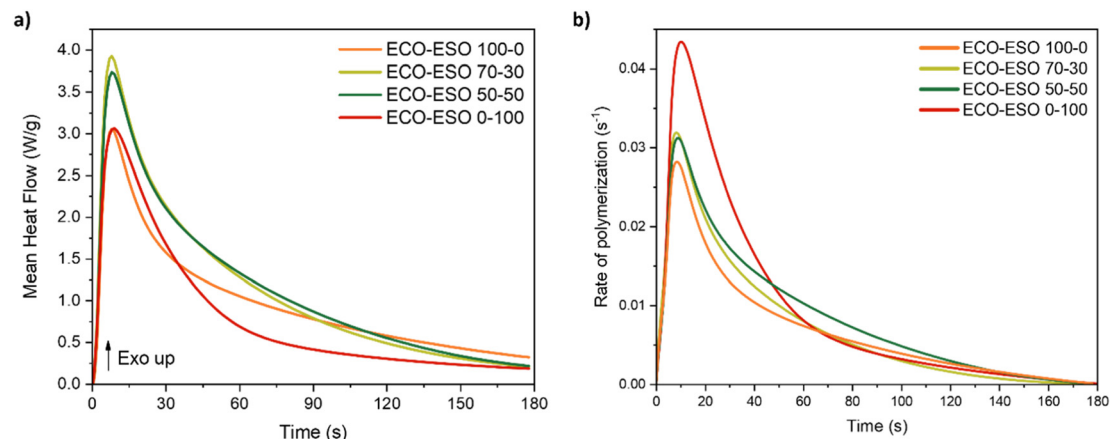 a)
Mean Heat Flow (W/g)
4.0
3.5
3.0
2.5
2.0
1.5
1.0
0.5
0.0
ECO-ESO 100-0
ECO-ESO 70-30
ECO-ESO 50-50
ECO-ESO 0-100
Exo up
0 30 60 90 120 150 180
Time (s)
b)
Rate of polymerization (s⁻¹)
0.04
0.03
0.02
0.01
0.00
ECO-ESO 100-0
ECO-ESO 70-30
ECO-ESO 50-50
ECO-ESO 0-100
0 20 40 60 80 100 120 140 160 180
Time (s)